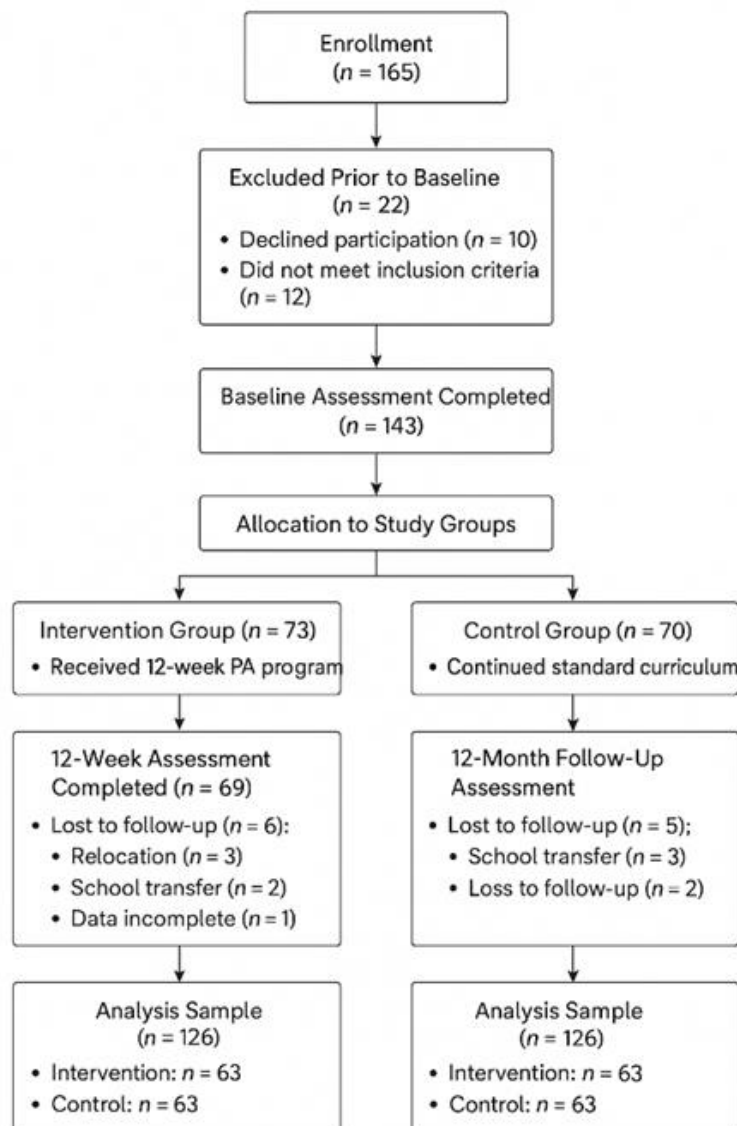 Enrollment
(n = 165)
Excluded Prior to Baseline
(n = 22)
• Declined participation (n = 10)
• Did not meet inclusion criteria
(n = 12)
Baseline Assessment Completed
(n = 143)
Allocation to Study Groups
Intervention Group (n = 73)
• Received 12-week PA program
Control Group (n = 70)
• Continued standard curriculum
12-Week Assessment
Completed (n = 69)
• Lost to follow-up (n = 6):
• Relocation (n = 3)
• School transfer (n = 2)
• Data incomplete (n = 1)
12-Month Follow-Up
Assessment
• Lost to follow-up (n = 5);
• School transfer (n = 3)
• Loss to follow-up (n = 2)
Analysis Sample
(n = 126)
• Intervention: n = 63
• Control: n = 63
Analysis Sample
(n = 126)
• Intervention: n = 63
• Control: n = 63